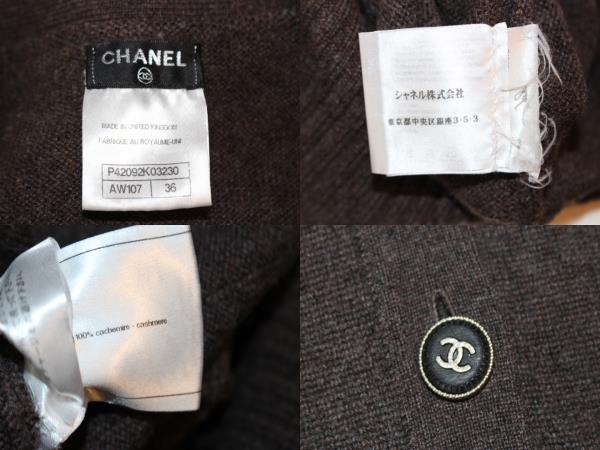 CHANEL
MADE IN UNITED KINGDOM
FABRIQUE AU ROYAUME-UNI
P42092K03230
AW107 36
シャネル株式会社
東京都中央区銀座3-5-3
100% cachemire - cashmere